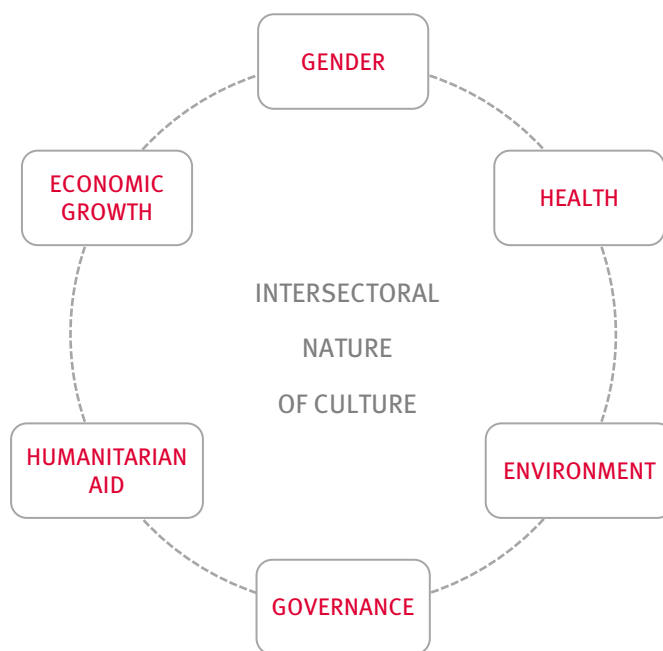 GENDER
ECONOMIC
GROWTH
HEALTH
INTERSECTORAL
NATURE
OF CULTURE
HUMANITARIAN
AID
ENVIRONMENT
GOVERNANCE